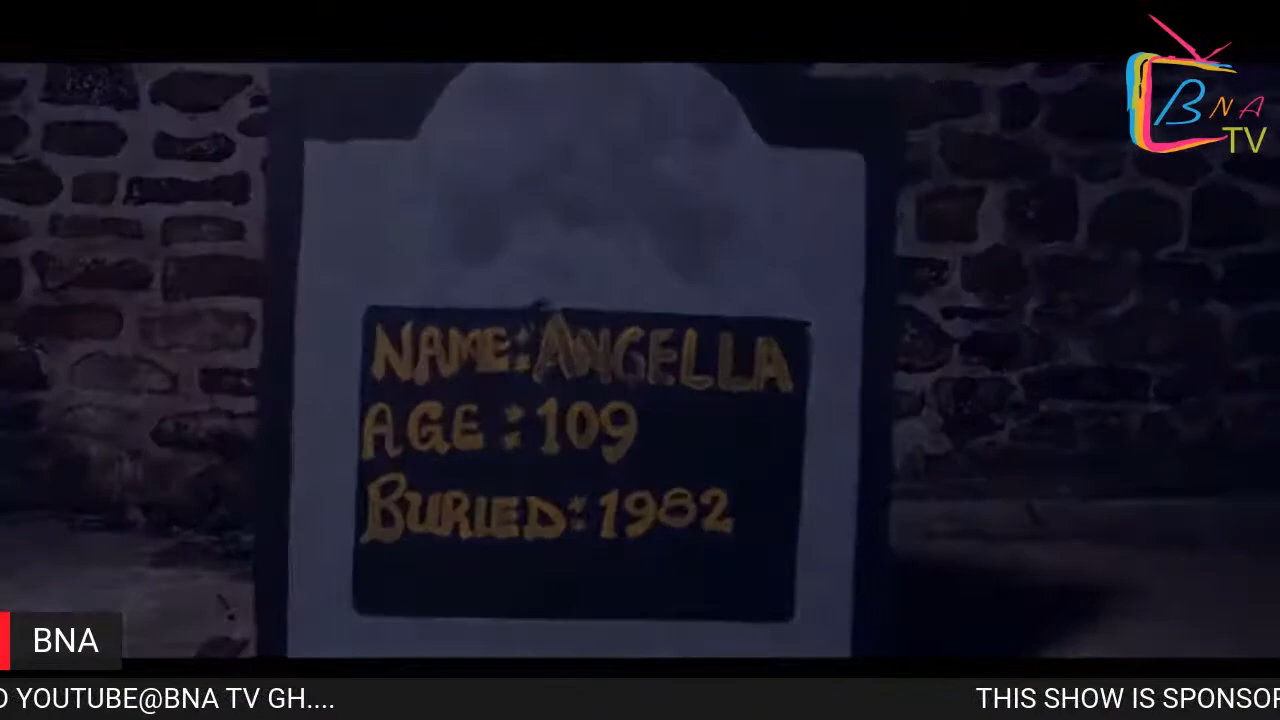 BNA
TV
NAME: ANGELLA
AGE: 109
BURIED: 1982
BNA
D YOUTUBE@BNA TV GH....
THIS SHOW IS SPONSOR